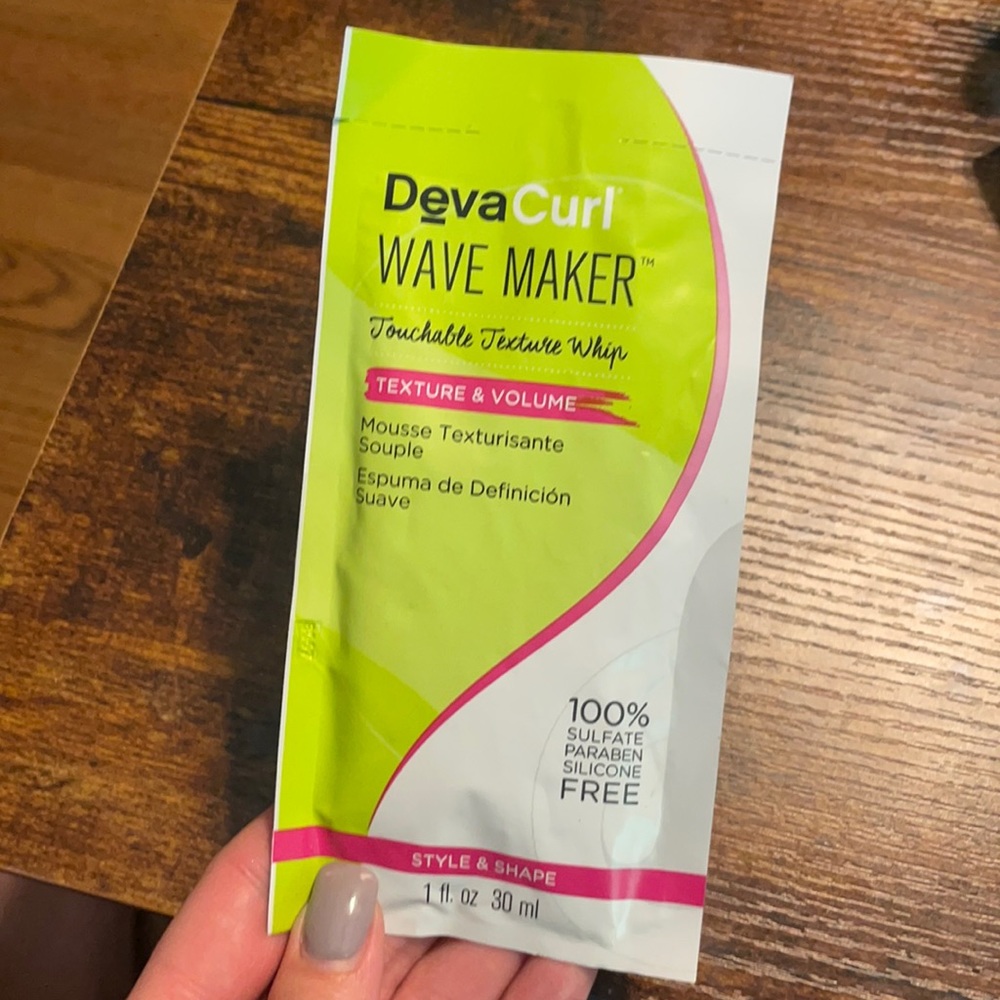 DevaCurl
WAVE MAKER™
Touchable Texture Whip
TEXTURE & VOLUME
Mousse Texturisante
Souple
Espuma de Definición
Suave
100%
SULFATE
PARABEN
SILICONE
FREE
STYLE & SHAPE
1 fl. oz 30 ml